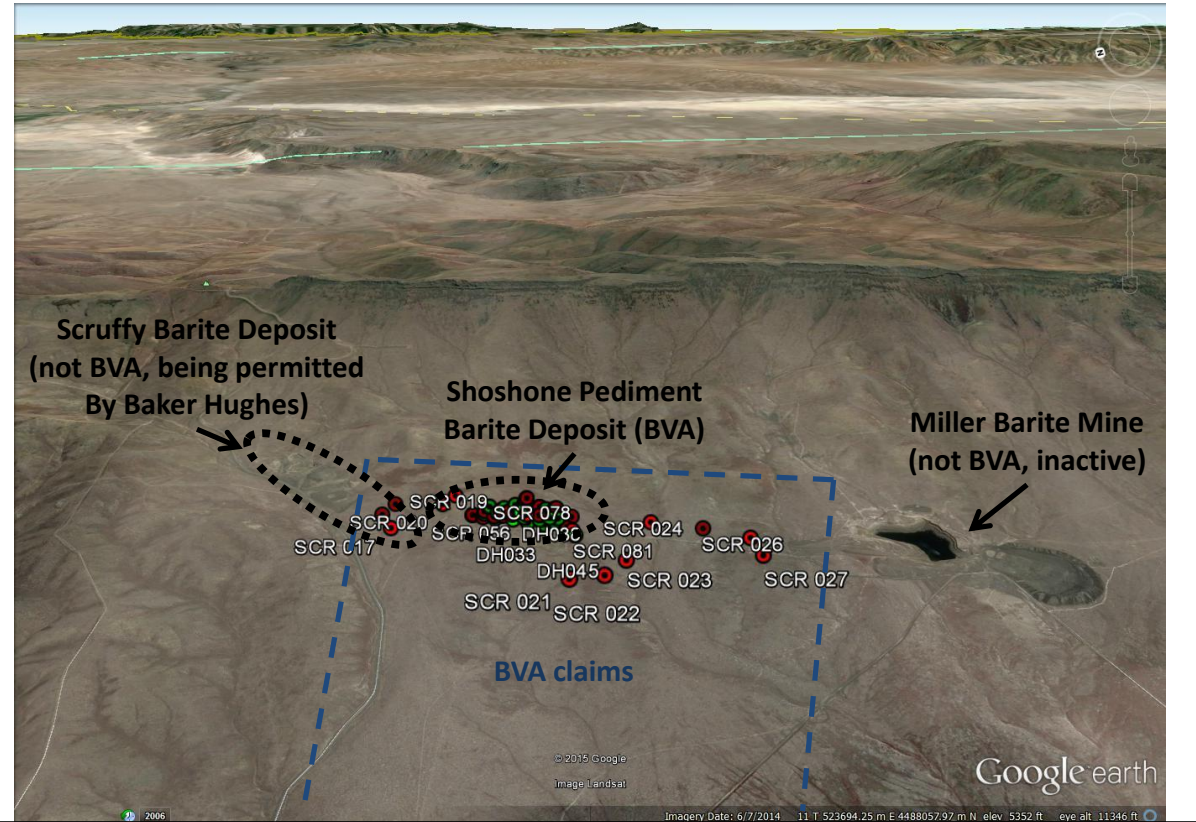 N
Scruffy Barite Deposit
(not BVA, being permitted
By Baker Hughes)
Shoshone Pediment
Barite Deposit (BVA)
Miller Barite Mine
(not BVA, inactive)
SCR 019
SCR 078
SCR 020
SCR 056
SCR 024
SCR 017
DH033
SCR 081
SCR 026
DH045
SCR 023
SCR 027
SCR 021
SCR 022
BVA claims
© 2015 Google
Image Landsat
Google earth
2006
Imagery Date: 6/7/2014 11 T 523694.25 m E 4488057.97 m N elev 5352 ft eye alt 11346 ft